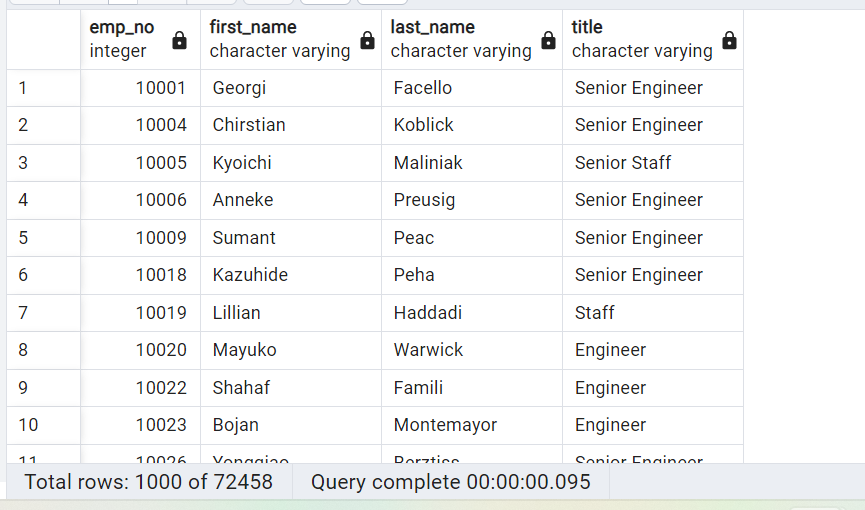 emp_no first_name last_name title
integer character varying character varying character varying
1 10001 Georgi Facello Senior Engineer
2 10004 Chirstian Koblick Senior Engineer
3 10005 Kyoichi Maliniak Senior Staff
4 10006 Anneke Preusig Senior Engineer
5 10009 Sumant Peac Senior Engineer
6 10018 Kazuhide Peha Senior Engineer
7 10019 Lillian Haddadi Staff
8 10020 Mayuko Warwick Engineer
9 10022 Shahaf Famili Engineer
10 10023 Bojan Montemayor Engineer
11 10026 Yongqiao Berztiss Senior Engineer
Total rows: 1000 of 72458 Query complete 00:00:00.095